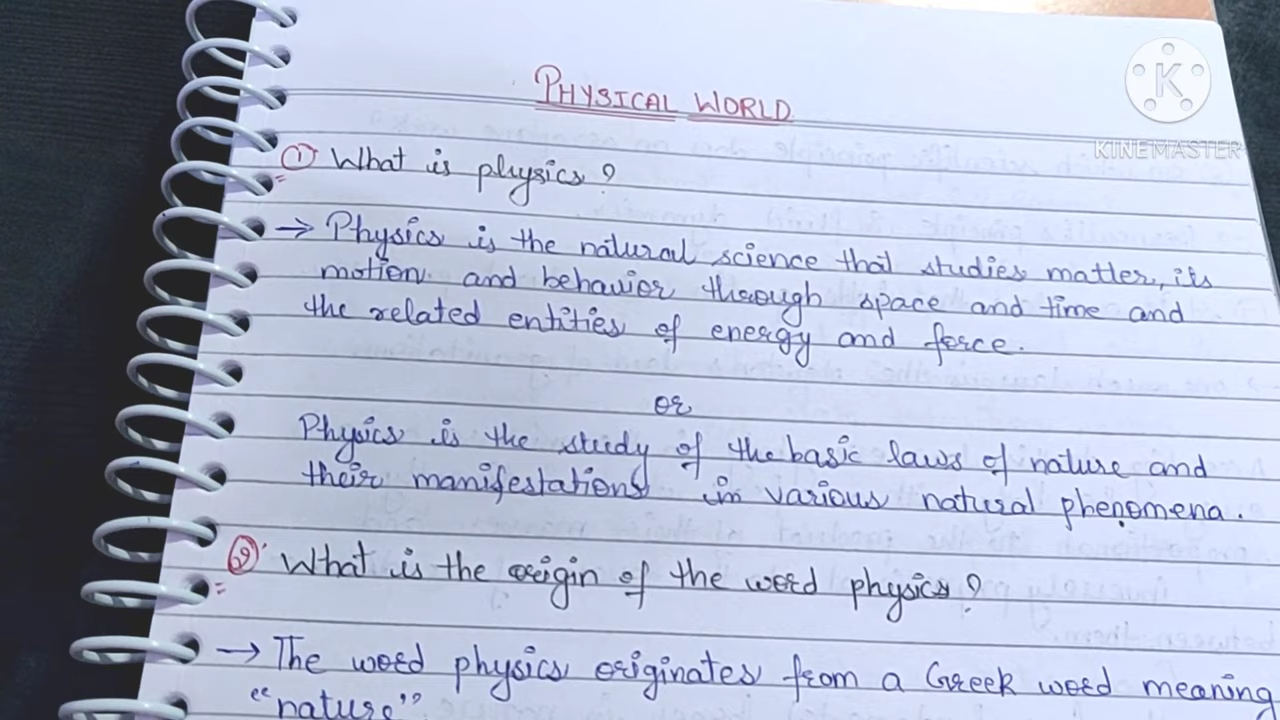 PHYSICAL WORLD
KINEMASTER
① What is physics?
→ Physics is the natural science that studies matter, its
motion and behavior through space and time and
the related entities of energy and force.
or
Physics is the study of the basic laws of nature and
their manifestations in various natural phenomena.
② What is the origin of the word physics?
→ The word physics originates from a Greek word meaning
"nature".